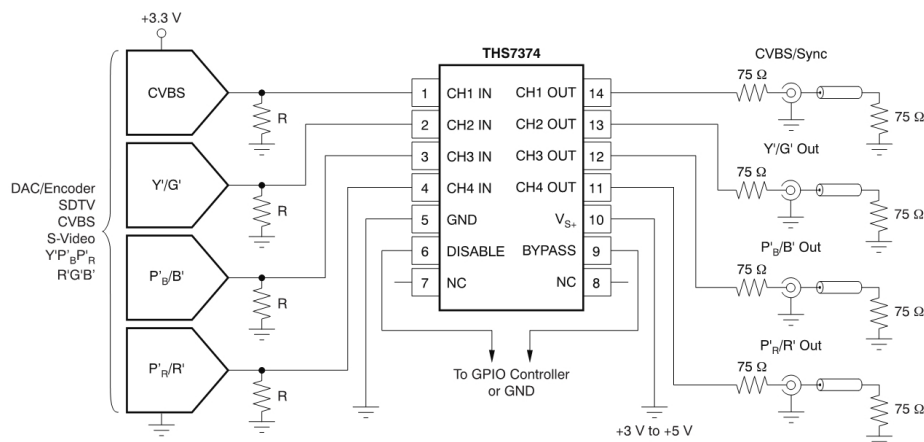 +3.3 V
CVBS
R
Y'/G'
R
P'B/B'
R
P'R/R'
R
DAC/Encoder
SDTV
CVBS
S-Video
Y'P'BP'R
R'G'B'
THS7374
1 CH1 IN CH1 OUT 14
2 CH2 IN CH2 OUT 13
3 CH3 IN CH3 OUT 12
4 CH4 IN CH4 OUT 11
5 GND VS+ 10
6 DISABLE BYPASS 9
7 NC NC 8
To GPIO Controller
or GND
+3 V to +5 V
CVBS/Sync
75 Ω
75 Ω
Y'/G' Out
75 Ω
75 Ω
P'B/B' Out
75 Ω
75 Ω
P'R/R' Out
75 Ω
75 Ω